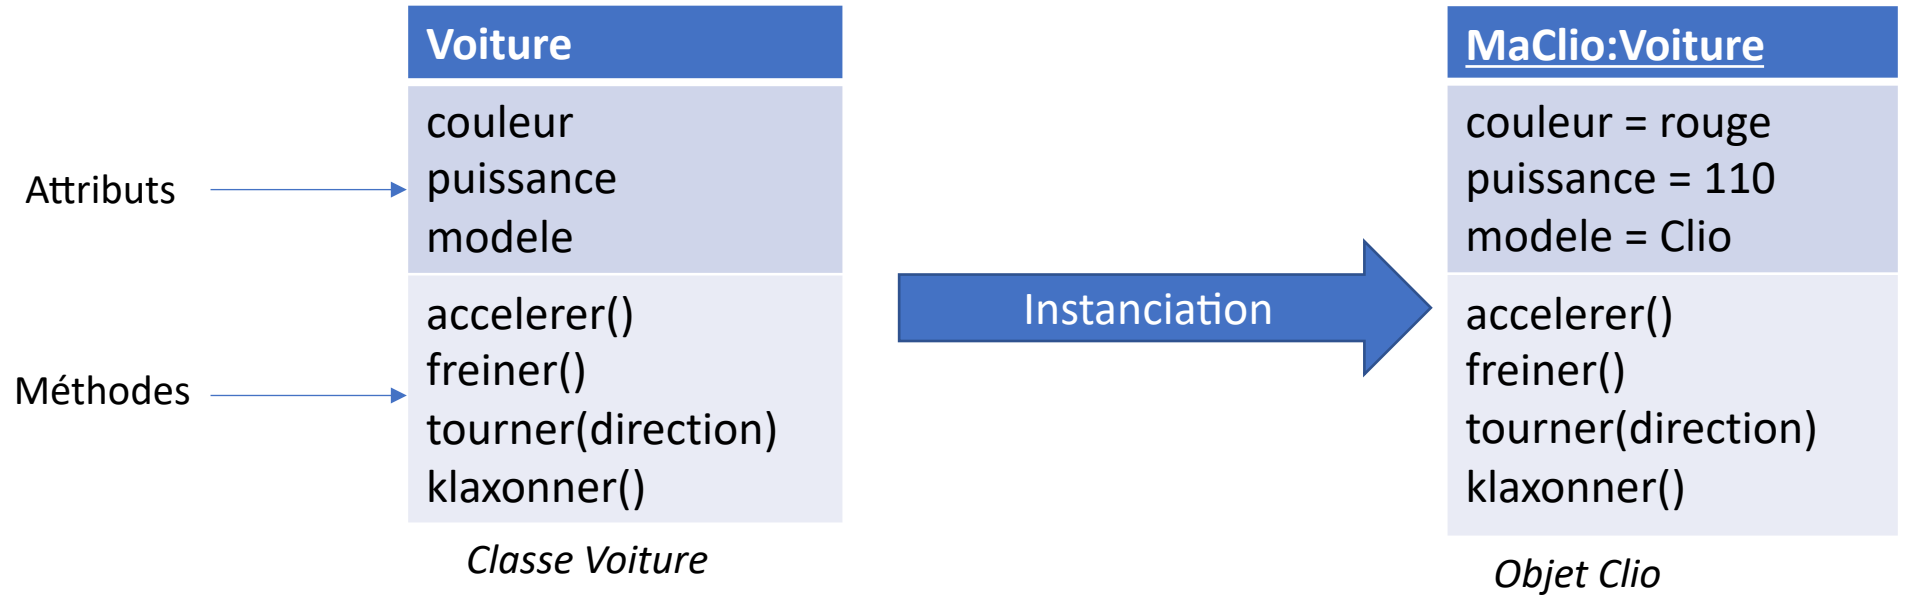 Voiture
couleur
puissance
modele
accelerer()
freiner()
tourner(direction)
klaxonner()
Classe Voiture
Attributs
Méthodes
Instanciation
MaClio:Voiture
couleur = rouge
puissance = 110
modele = Clio
accelerer()
freiner()
tourner(direction)
klaxonner()
Objet Clio